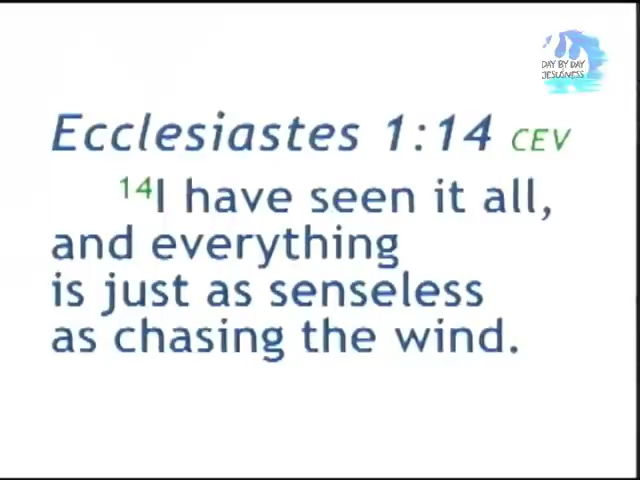 DAY BY DAY
JESUSNESS
Ecclesiastes 1:14 CEV
14I have seen it all,
and everything
is just as senseless
as chasing the wind.